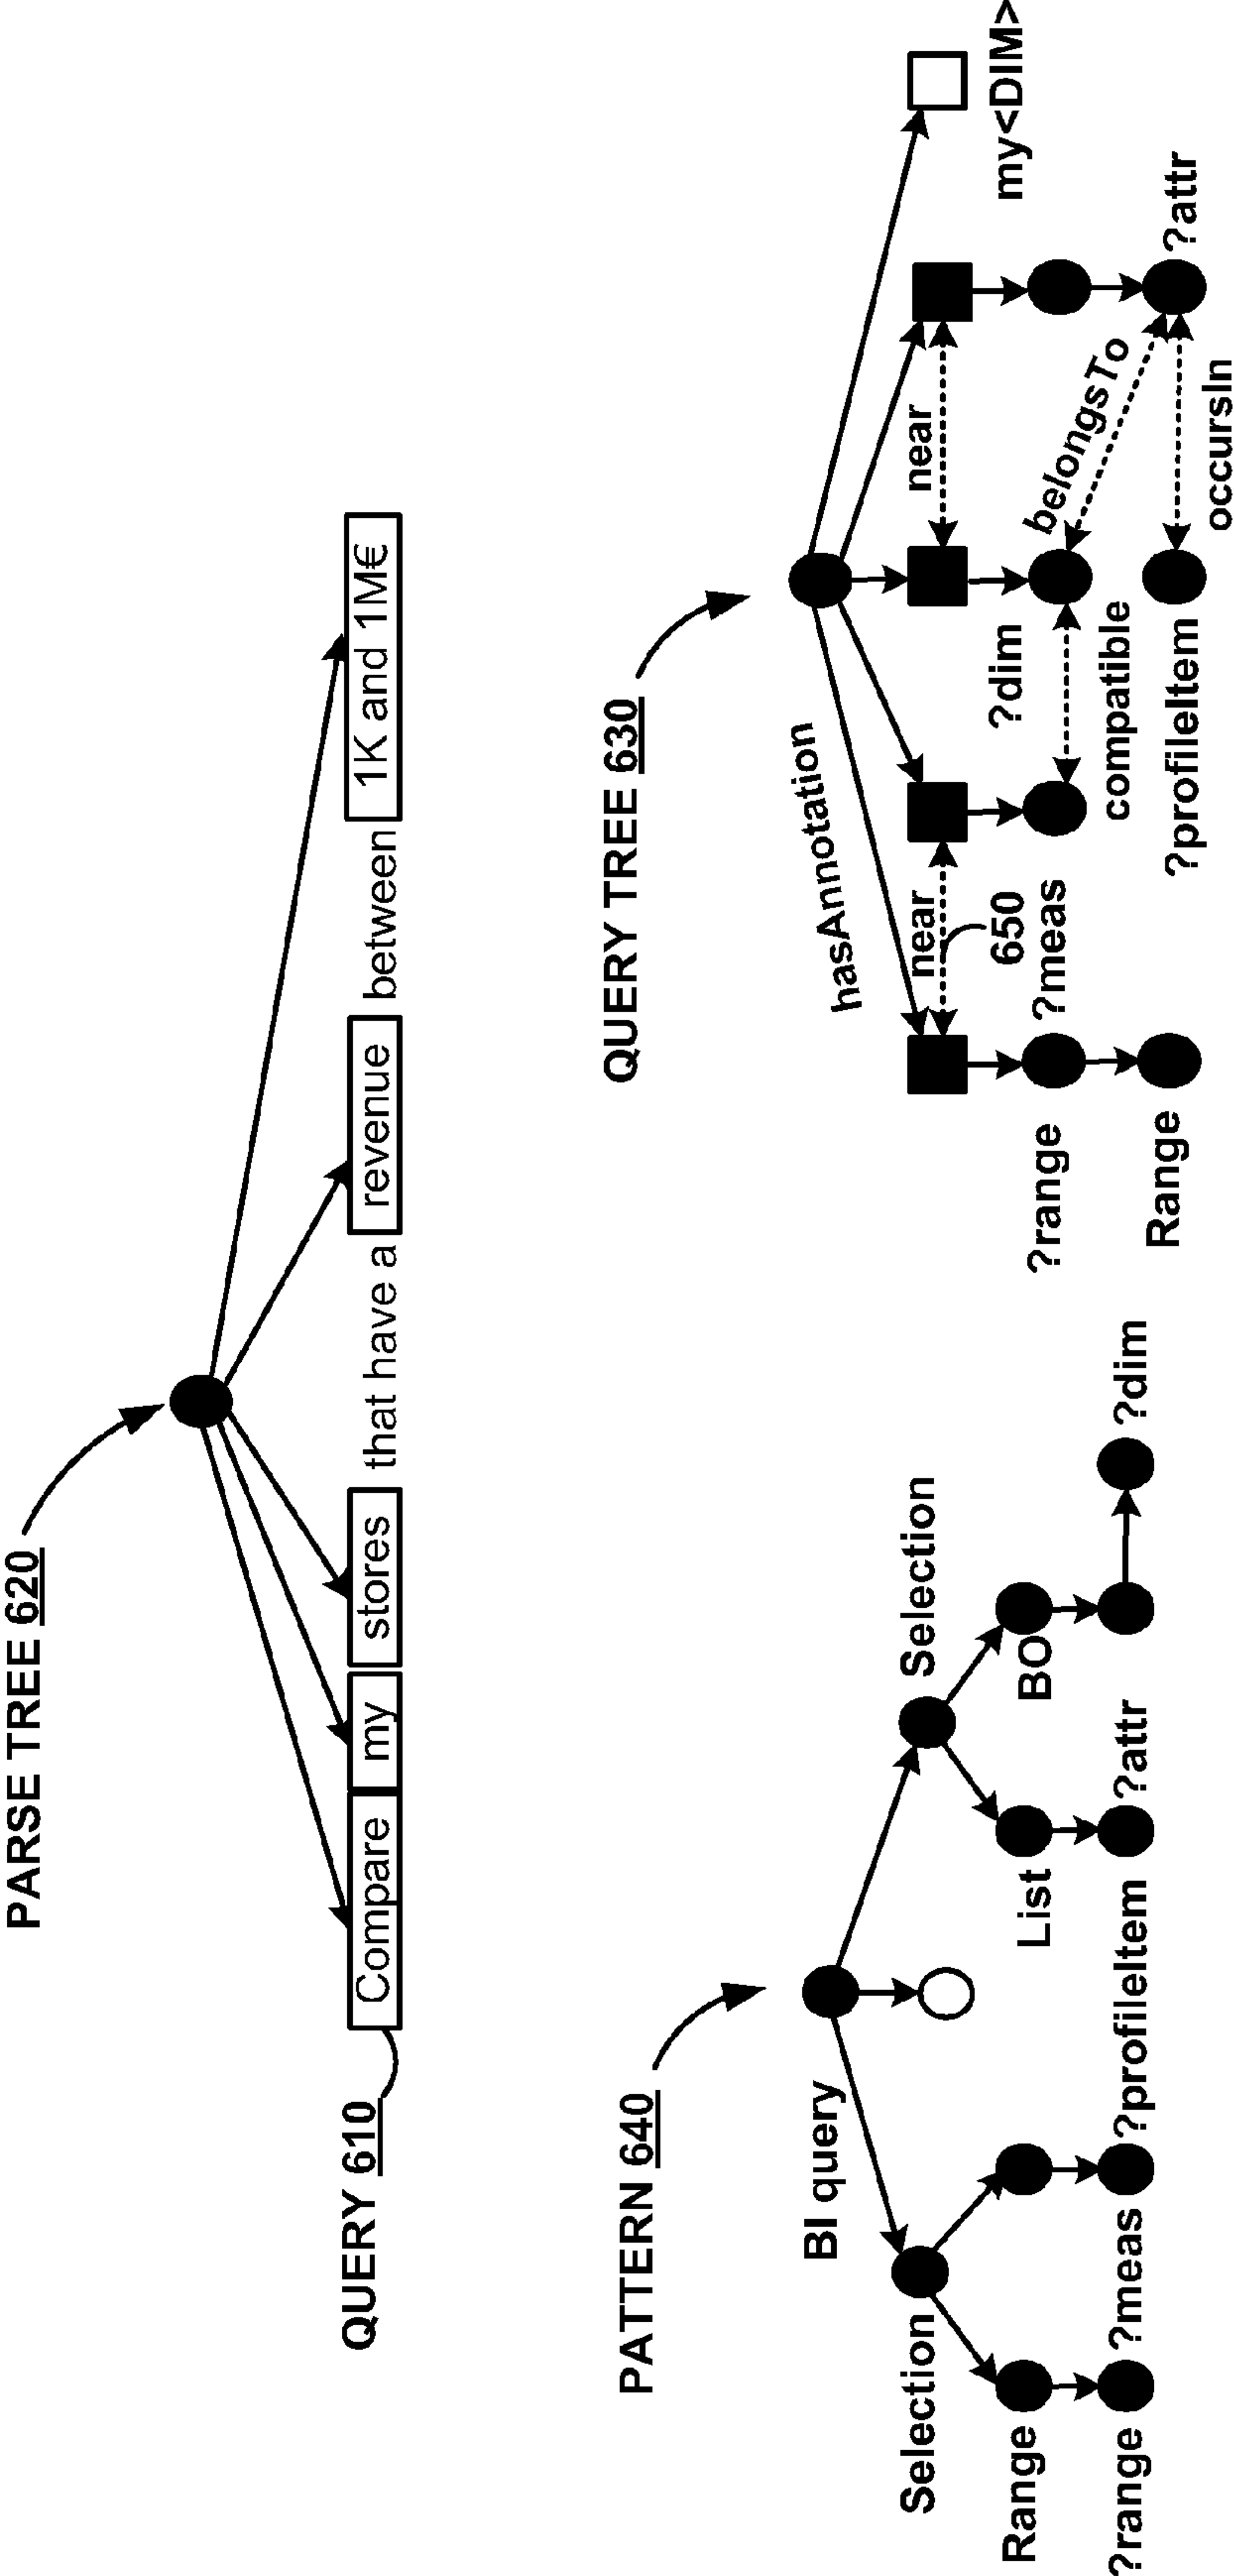 PARSE TREE 620
QUERY 610
Compare my stores that have a revenue between 1K and 1M€
PATTERN 640
BI query
Selection
Selection
Range
List
BO
?range
?meas
?profileItem
?attr
?dim
QUERY TREE 630
hasAnnotation
near
near
650
my<DIM>
?range
?meas
?dim
belongsTo
compatible
Range
?profileItem
?attr
occursIn